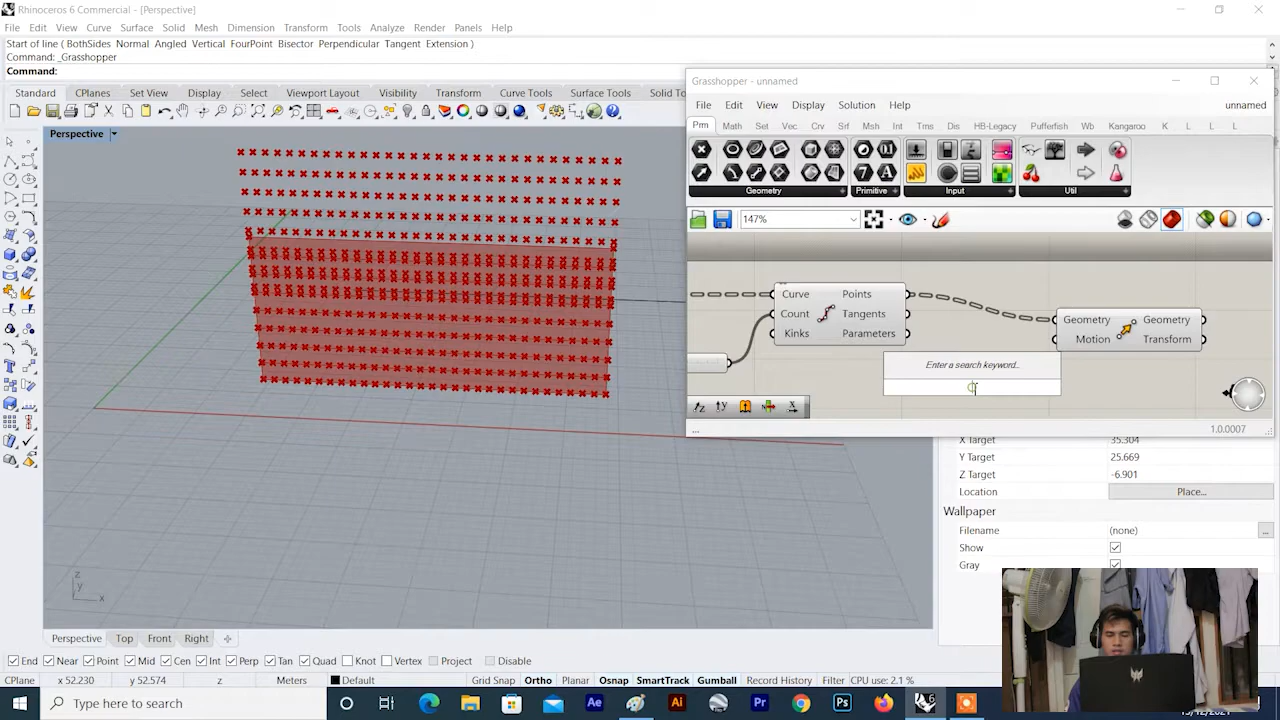 Rhinoceros 6 Commercial - [Perspective]
File Edit View Curve Surface Solid Mesh Dimension Transform Tools Analyze Render Panels Help
Start of line ( BothSides Normal Angled Vertical FourPoint Bisector Perpendicular Tangent Extension )
Command: _Grasshopper
Command:
Standard CPlanes Set View Display Select Viewport Layout Visibility Transform Curve Tools Surface Tools Solid To
Perspective
Grasshopper - unnamed
File Edit View Display Solution Help unnamed
Prm Math Set Vec Crv Srf Msh Int Trns Dis HB-Legacy Pufferfish Wb Kangaroo K L L L
Geometry Primitive Input Util
147%
Curve Points
Count Tangents
Kinks Parameters
Geometry Geometry
Motion Transform
Enter a search keyword...
...
1.0.0007
X Target 35.304
Y Target 25.669
Z Target -6.901
Location Place...
Wallpaper
Filename (none) ...
Show
Gray
z
y
x
Perspective Top Front Right
End Near Point Mid Cen Int Perp Tan Quad Knot Vertex Project Disable
CPlane x 52.230 y 52.574 z Meters Default Grid Snap Ortho Planar Osnap SmartTrack Gumball Record History Filter CPU use: 2.1 %
Type here to search
15/12/2021